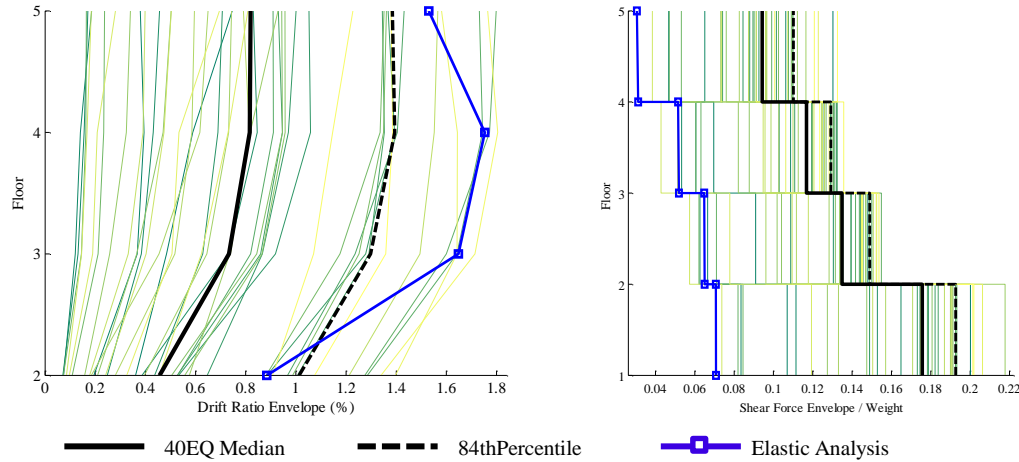 5
4
3
2
Floor
0 0.2 0.4 0.6 0.8 1 1.2 1.4 1.6 1.8
Drift Ratio Envelope (%)
5
4
3
2
1
Floor
0.04 0.06 0.08 0.1 0.12 0.14 0.16 0.18 0.2 0.22
Shear Force Envelope / Weight
40EQ Median 84thPercentile Elastic Analysis